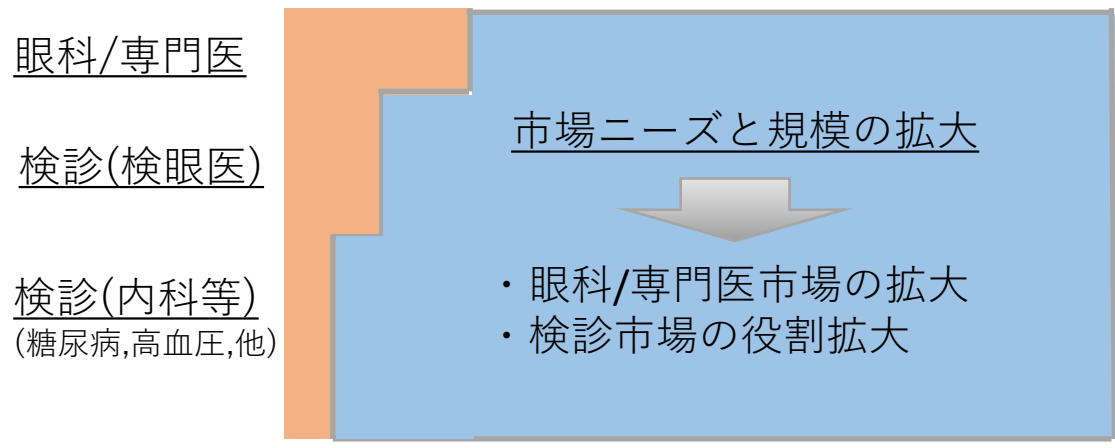 眼科/専門医
市場ニーズと規模の拡大
検診(検眼医)
検診(内科等)
(糖尿病,高血圧,他)
・眼科/専門医市場の拡大
・検診市場の役割拡大